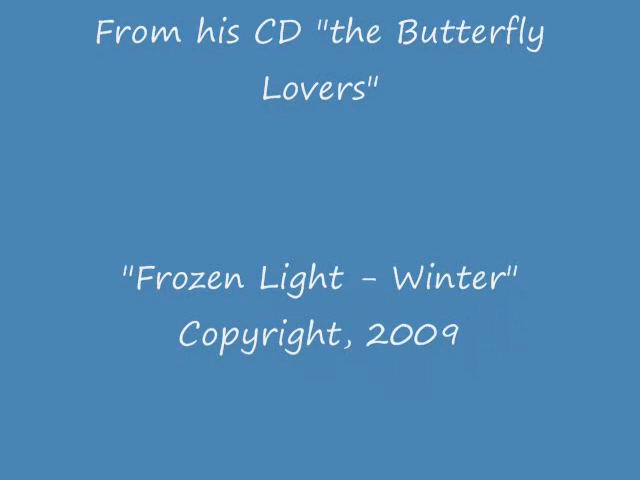 From his CD "the Butterfly
Lovers"
"Frozen Light - Winter"
Copyright, 2009